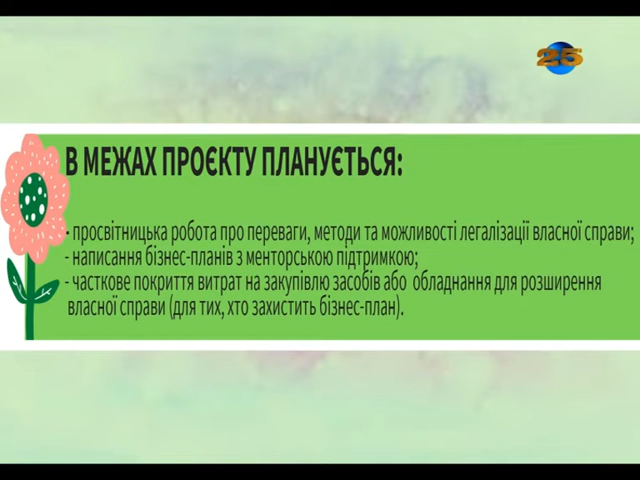 25
В МЕЖАХ ПРОЄКТУ ПЛАНУЄТЬСЯ:
- просвітницька робота про переваги, методи та можливості легалізації власної справи;
- написання бізнес-планів з менторською підтримкою;
- часткове покриття витрат на закупівлю засобів або обладнання для розширення
власної справи (для тих, хто захистить бізнес-план).